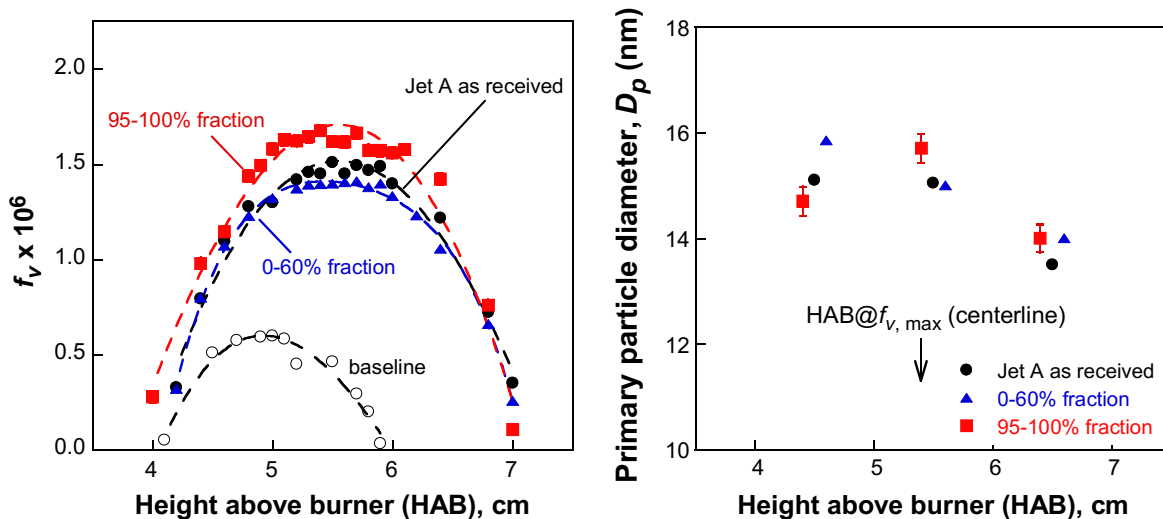 2.0
1.5
1.0
0.5
0.0
f_v x 10^6
95-100% fraction
Jet A as received
0-60% fraction
baseline
4 5 6 7
Height above burner (HAB), cm
18
16
14
12
10
Primary particle diameter, D_p (nm)
HAB@f_v, max (centerline)
Jet A as received
0-60% fraction
95-100% fraction
4 5 6 7
Height above burner (HAB), cm